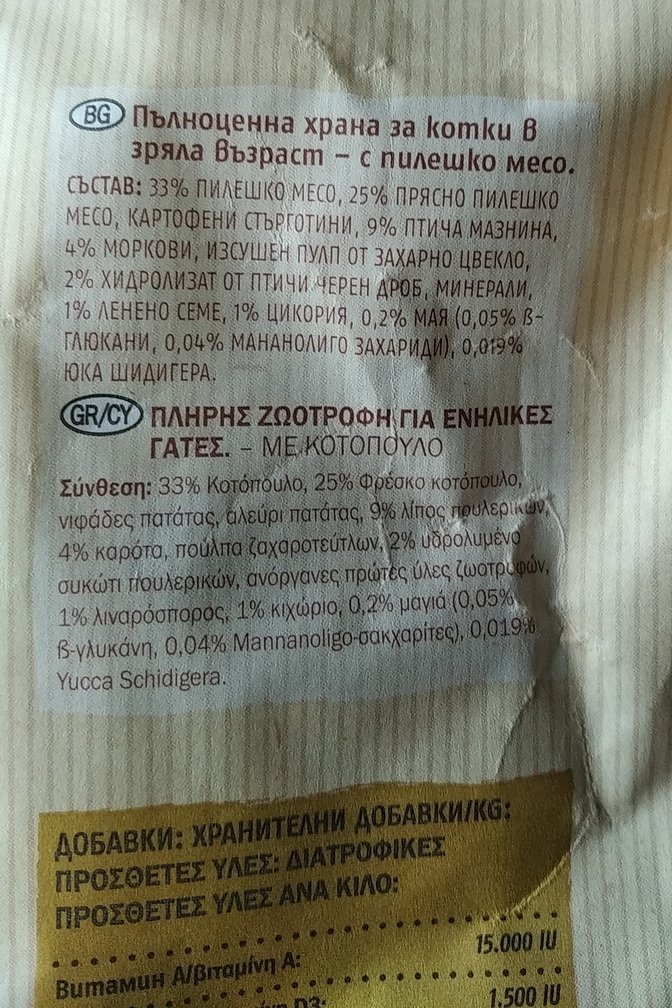 BG Пълноценна храна за котки в
зряла възраст – с пилешко месо.
СЪСТАВ: 33% ПИЛЕШКО МЕСО, 25% ПРЯСНО ПИЛЕШКО
МЕСО, КАРТОФЕНИ СТЪРГОТИНИ, 9% ПТИЧА МАЗНИНА,
4% МОРКОВИ, ИЗСУШЕН ПУЛП ОТ ЗАХАРНО ЦВЕКЛО,
2% ХИДРОЛИЗАТ ОТ ПТИЧИ ЧЕРЕН ДРОБ, МИНЕРАЛИ,
1% ЛЕНЕНО СЕМЕ, 1% ЦИКОРИЯ, 0,2% МАЯ (0,05% ß-
ГЛЮКАНИ, 0,04% МАНАНОЛИГО ЗАХАРИДИ), 0,019%
ЮКА ШИДИГЕРА.
GR/CY ΠΛΗΡΗΣ ΖΩΟΤΡΟΦΗ ΓΙΑ ΕΝΗΛΙΚΕΣ
ΓΑΤΕΣ. – ΜΕ ΚΟΤΟΠΟΥΛΟ
Σύνθεση: 33% Κοτόπουλο, 25% Φρέσκο κοτόπουλο,
νιφάδες πατάτας, αλεύρι πατάτας, 9% λίπος πουλερικών,
4% καρότα, πούλπα ζαχαροτεύτλων, 2% υδρολυμένο
συκώτι πουλερικών, ανόργανες πρώτες ύλες ζωοτροφών,
1% λιναρόσπορος, 1% κιχώριο, 0,2% μαγιά (0,05%
ß-γλυκάνη, 0,04% Mannanoligo-σακχαρίτες), 0,019%
Yucca Schidigera.
ДОБАВКИ: ХРАНИТЕЛНИ ДОБАВКИ/KG:
ΠΡΟΣΘΕΤΕΣ ΥΛΕΣ: ΔΙΑΤΡΟΦΙΚΕΣ
ΠΡΟΣΘΕΤΕΣ ΥΛΕΣ ΑΝΑ ΚΙΛΟ:
Витамин А/Βιταμίνη Α: 15.000 IU
D3: 1.500 IU